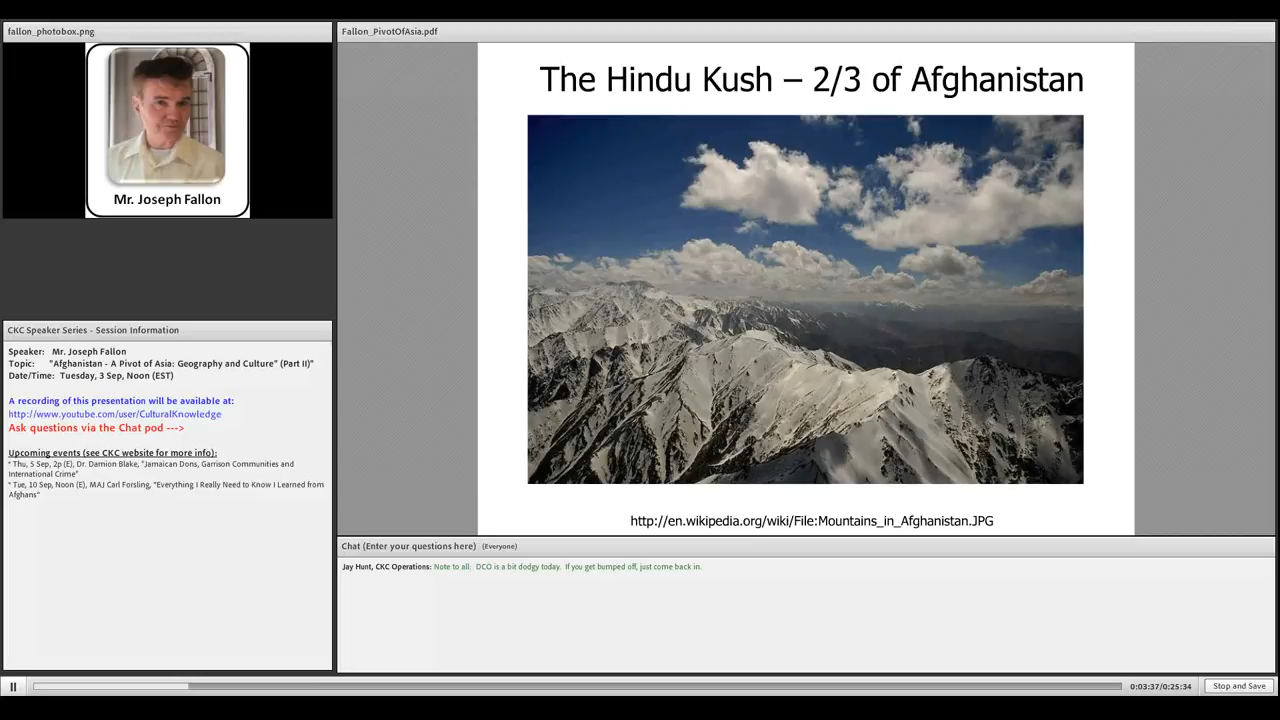 fallon_photobox.png
Mr. Joseph Fallon
CKC Speaker Series - Session Information
Speaker:   Mr. Joseph Fallon
Topic:     "Afghanistan - A Pivot of Asia: Geography and Culture" (Part II)"
Date/Time:  Tuesday, 3 Sep, Noon (EST)
A recording of this presentation will be available at:
http://www.youtube.com/user/CulturalKnowledge
Ask questions via the Chat pod --->
Upcoming events (see CKC website for more info):
* Thu, 5 Sep, 2p (E), Dr. Damion Blake, "Jamaican Dons, Garrison Communities and
International Crime"
* Tue, 10 Sep, Noon (E), MAJ Carl Forsling, "Everything I Really Need to Know I Learned from
Afghans"
Fallon_PivotOfAsia.pdf
The Hindu Kush – 2/3 of Afghanistan
http://en.wikipedia.org/wiki/File:Mountains_in_Afghanistan.JPG
Chat (Enter your questions here)  (Everyone)
Jay Hunt, CKC Operations: Note to all:  DCO is a bit dodgy today.  If you get bumped off, just come back in.
0:03:37/0:25:34
Stop and Save